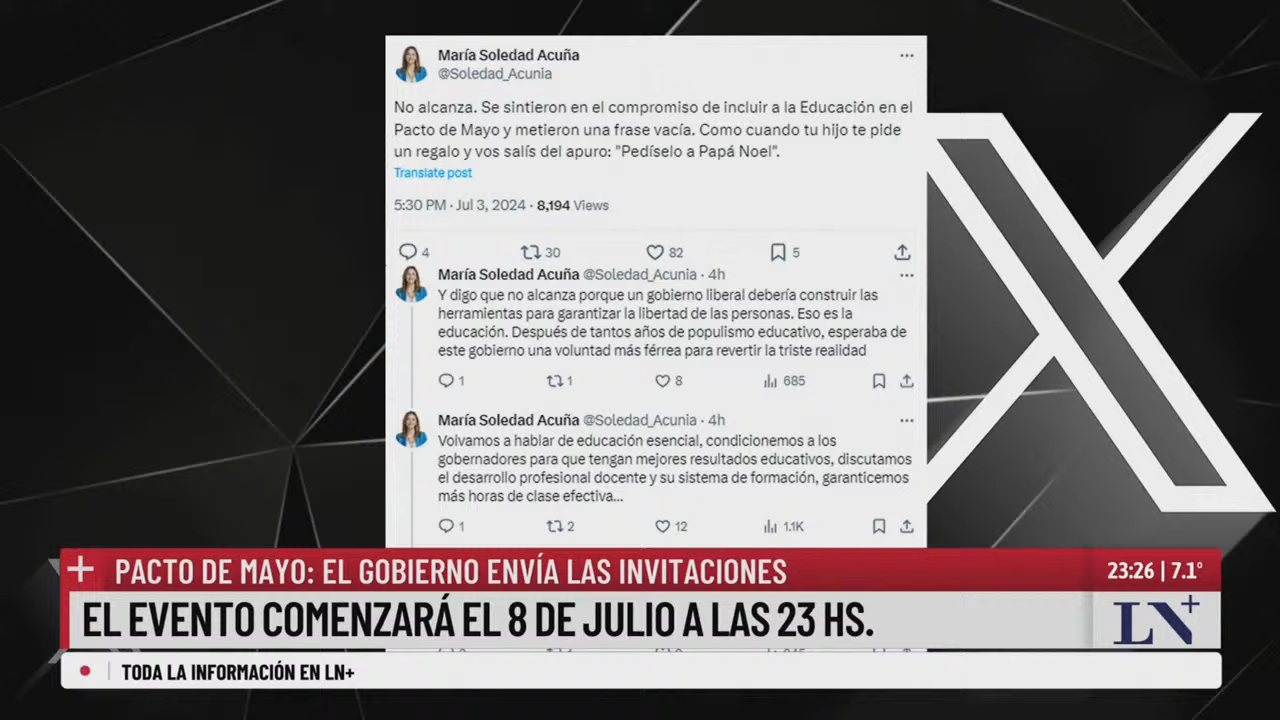 María Soledad Acuña
@Soledad_Acunia
No alcanza. Se sintieron en el compromiso de incluir a la Educación en el
Pacto de Mayo y metieron una frase vacía. Como cuando tu hijo te pide
un regalo y vos salís del apuro: "Pedíselo a Papá Noel".
Translate post
5:30 PM · Jul 3, 2024 · 8,194 Views
4 30 82 5
María Soledad Acuña @Soledad_Acunia · 4h
Y digo que no alcanza porque un gobierno liberal debería construir las
herramientas para garantizar la libertad de las personas. Eso es la
educación. Después de tantos años de populismo educativo, esperaba de
este gobierno una voluntad más férrea para revertir la triste realidad
1 1 8 685
María Soledad Acuña @Soledad_Acunia · 4h
Volvamos a hablar de educación esencial, condicionemos a los
gobernadores para que tengan mejores resultados educativos, discutamos
el desarrollo profesional docente y su sistema de formación, garanticemos
más horas de clase efectiva...
1 2 12 1.1K
PACTO DE MAYO: EL GOBIERNO ENVÍA LAS INVITACIONES
23:26 | 7.1°
EL EVENTO COMENZARÁ EL 8 DE JULIO A LAS 23 HS.
LN+
TODA LA INFORMACIÓN EN LN+